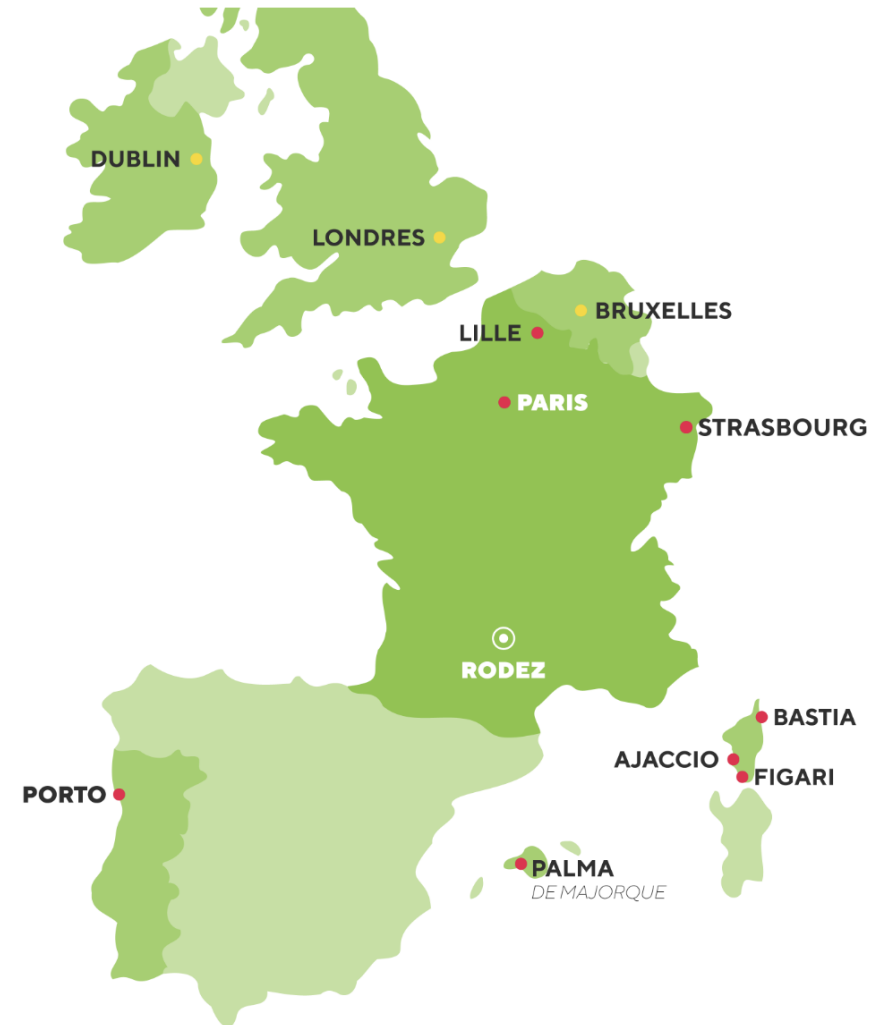 DUBLIN
LONDRES
BRUXELLES
LILLE
PARIS
STRASBOURG
RODEZ
BASTIA
AJACCIO
FIGARI
PORTO
PALMA
DE MAJORQUE